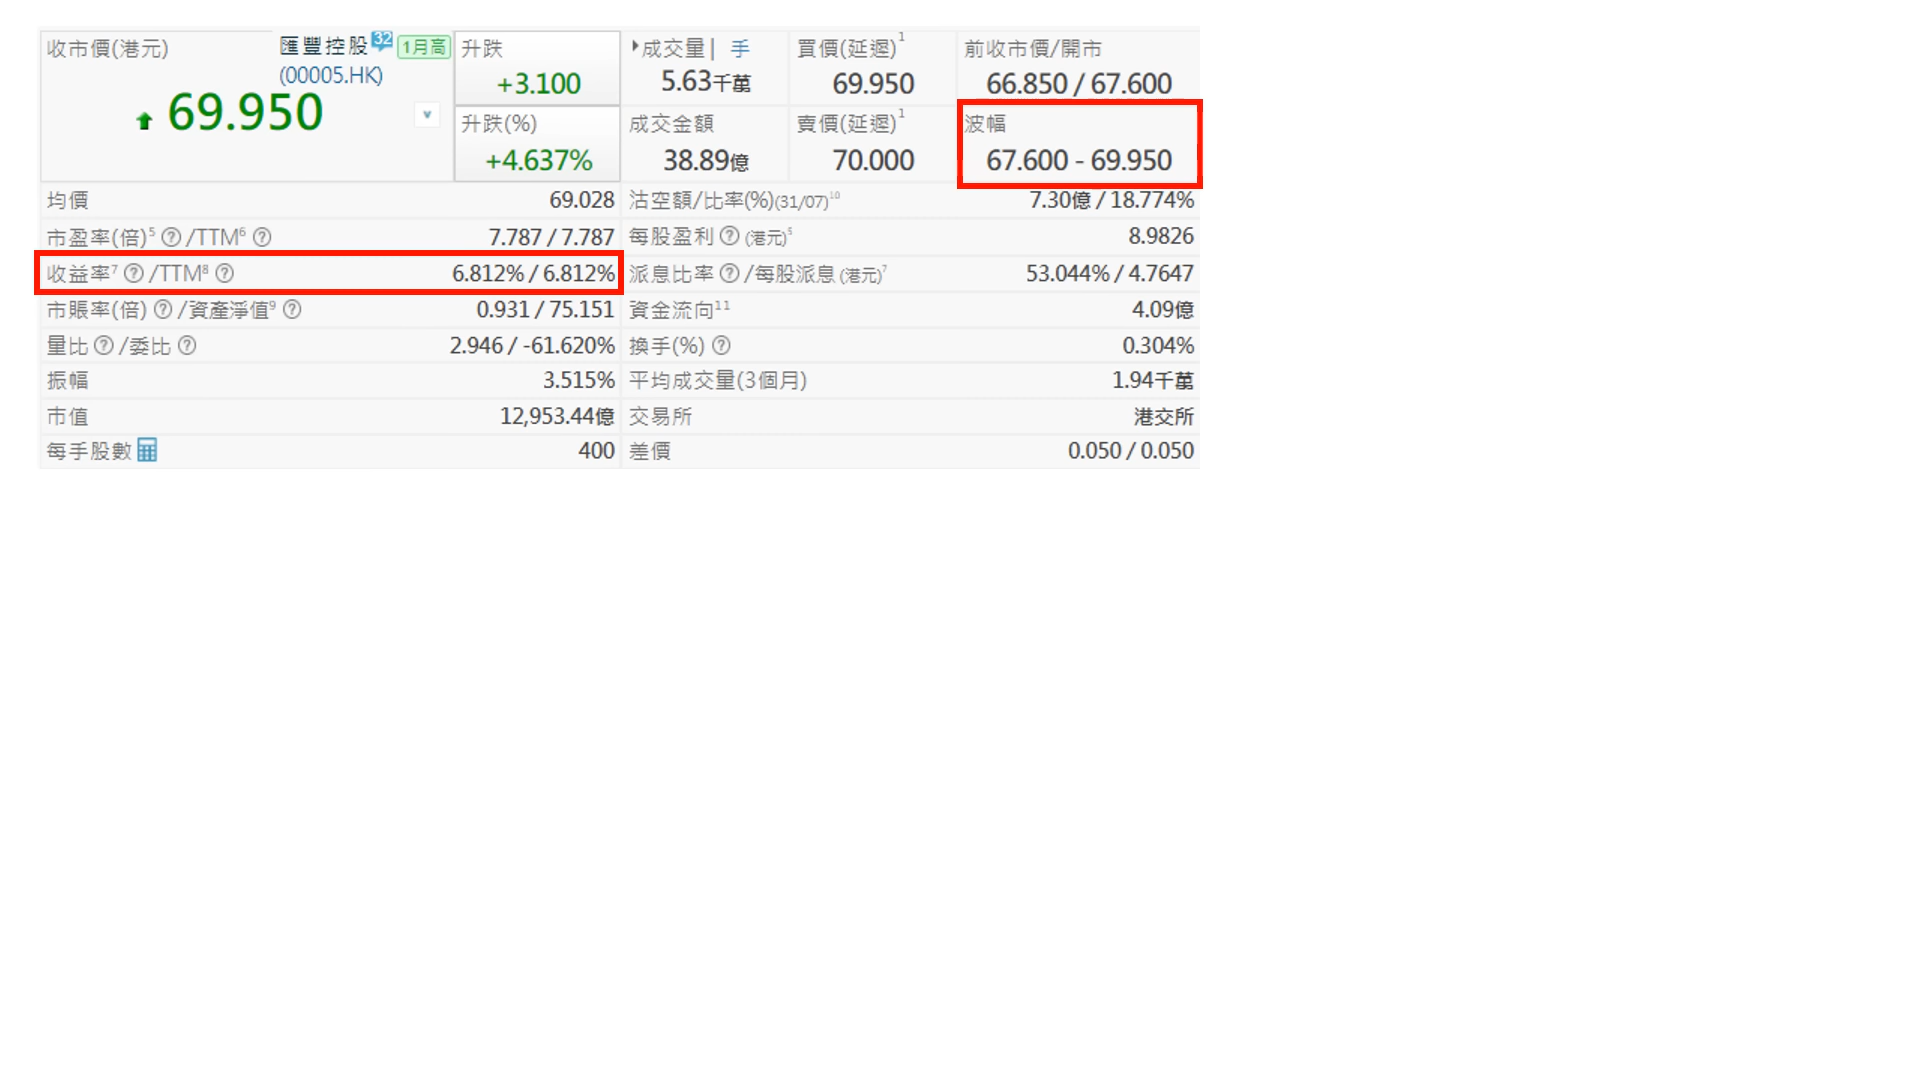 收市價(港元)
匯豐控股 32 1月高
(00005.HK)
69.950
升跌
+3.100
升跌(%)
+4.637%
成交量| 手
5.63千萬
成交金額
38.89億
買價(延遲)1
69.950
賣價(延遲)1
70.000
前收市價/開市
66.850 / 67.600
波幅
67.600 - 69.950
均價 69.028
沽空額/比率(%)(31/07)10 7.30億 / 18.774%
市盈率(倍)5 ? /TTM6 ? 7.787 / 7.787
每股盈利 ? (港元)5 8.9826
收益率7 ? /TTM8 ? 6.812% / 6.812%
派息比率 ? /每股派息 (港元)7 53.044% / 4.7647
市賬率(倍) ? /資產淨值9 ? 0.931 / 75.151
資金流向11 4.09億
量比 ? /委比 ? 2.946 / -61.620%
換手(%) ? 0.304%
振幅 3.515%
平均成交量(3個月) 1.94千萬
市值 12,953.44億
交易所 港交所
每手股數 400
差價 0.050 / 0.050